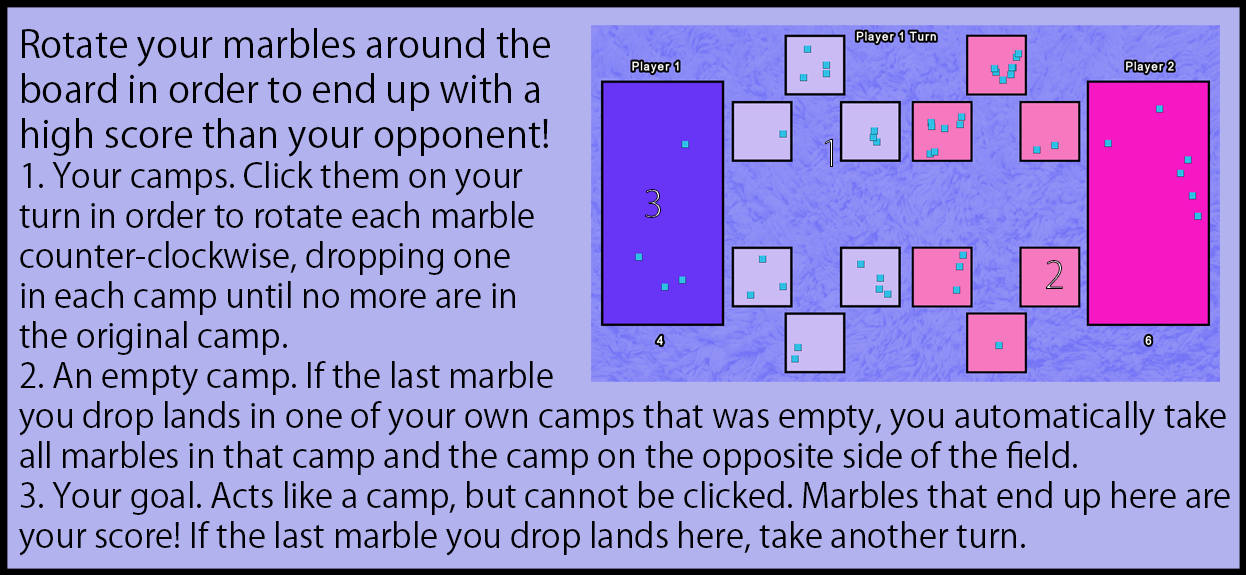 Rotate your marbles around the
board in order to end up with a
high score than your opponent!
1. Your camps. Click them on your
turn in order to rotate each marble
counter-clockwise, dropping one
in each camp until no more are in
the original camp.
2. An empty camp. If the last marble
you drop lands in one of your own camps that was empty, you automatically take
all marbles in that camp and the camp on the opposite side of the field.
3. Your goal. Acts like a camp, but cannot be clicked. Marbles that end up here are
your score! If the last marble you drop lands here, take another turn.
Player 1 Turn
Player 1
Player 2
1
3
2
4
6